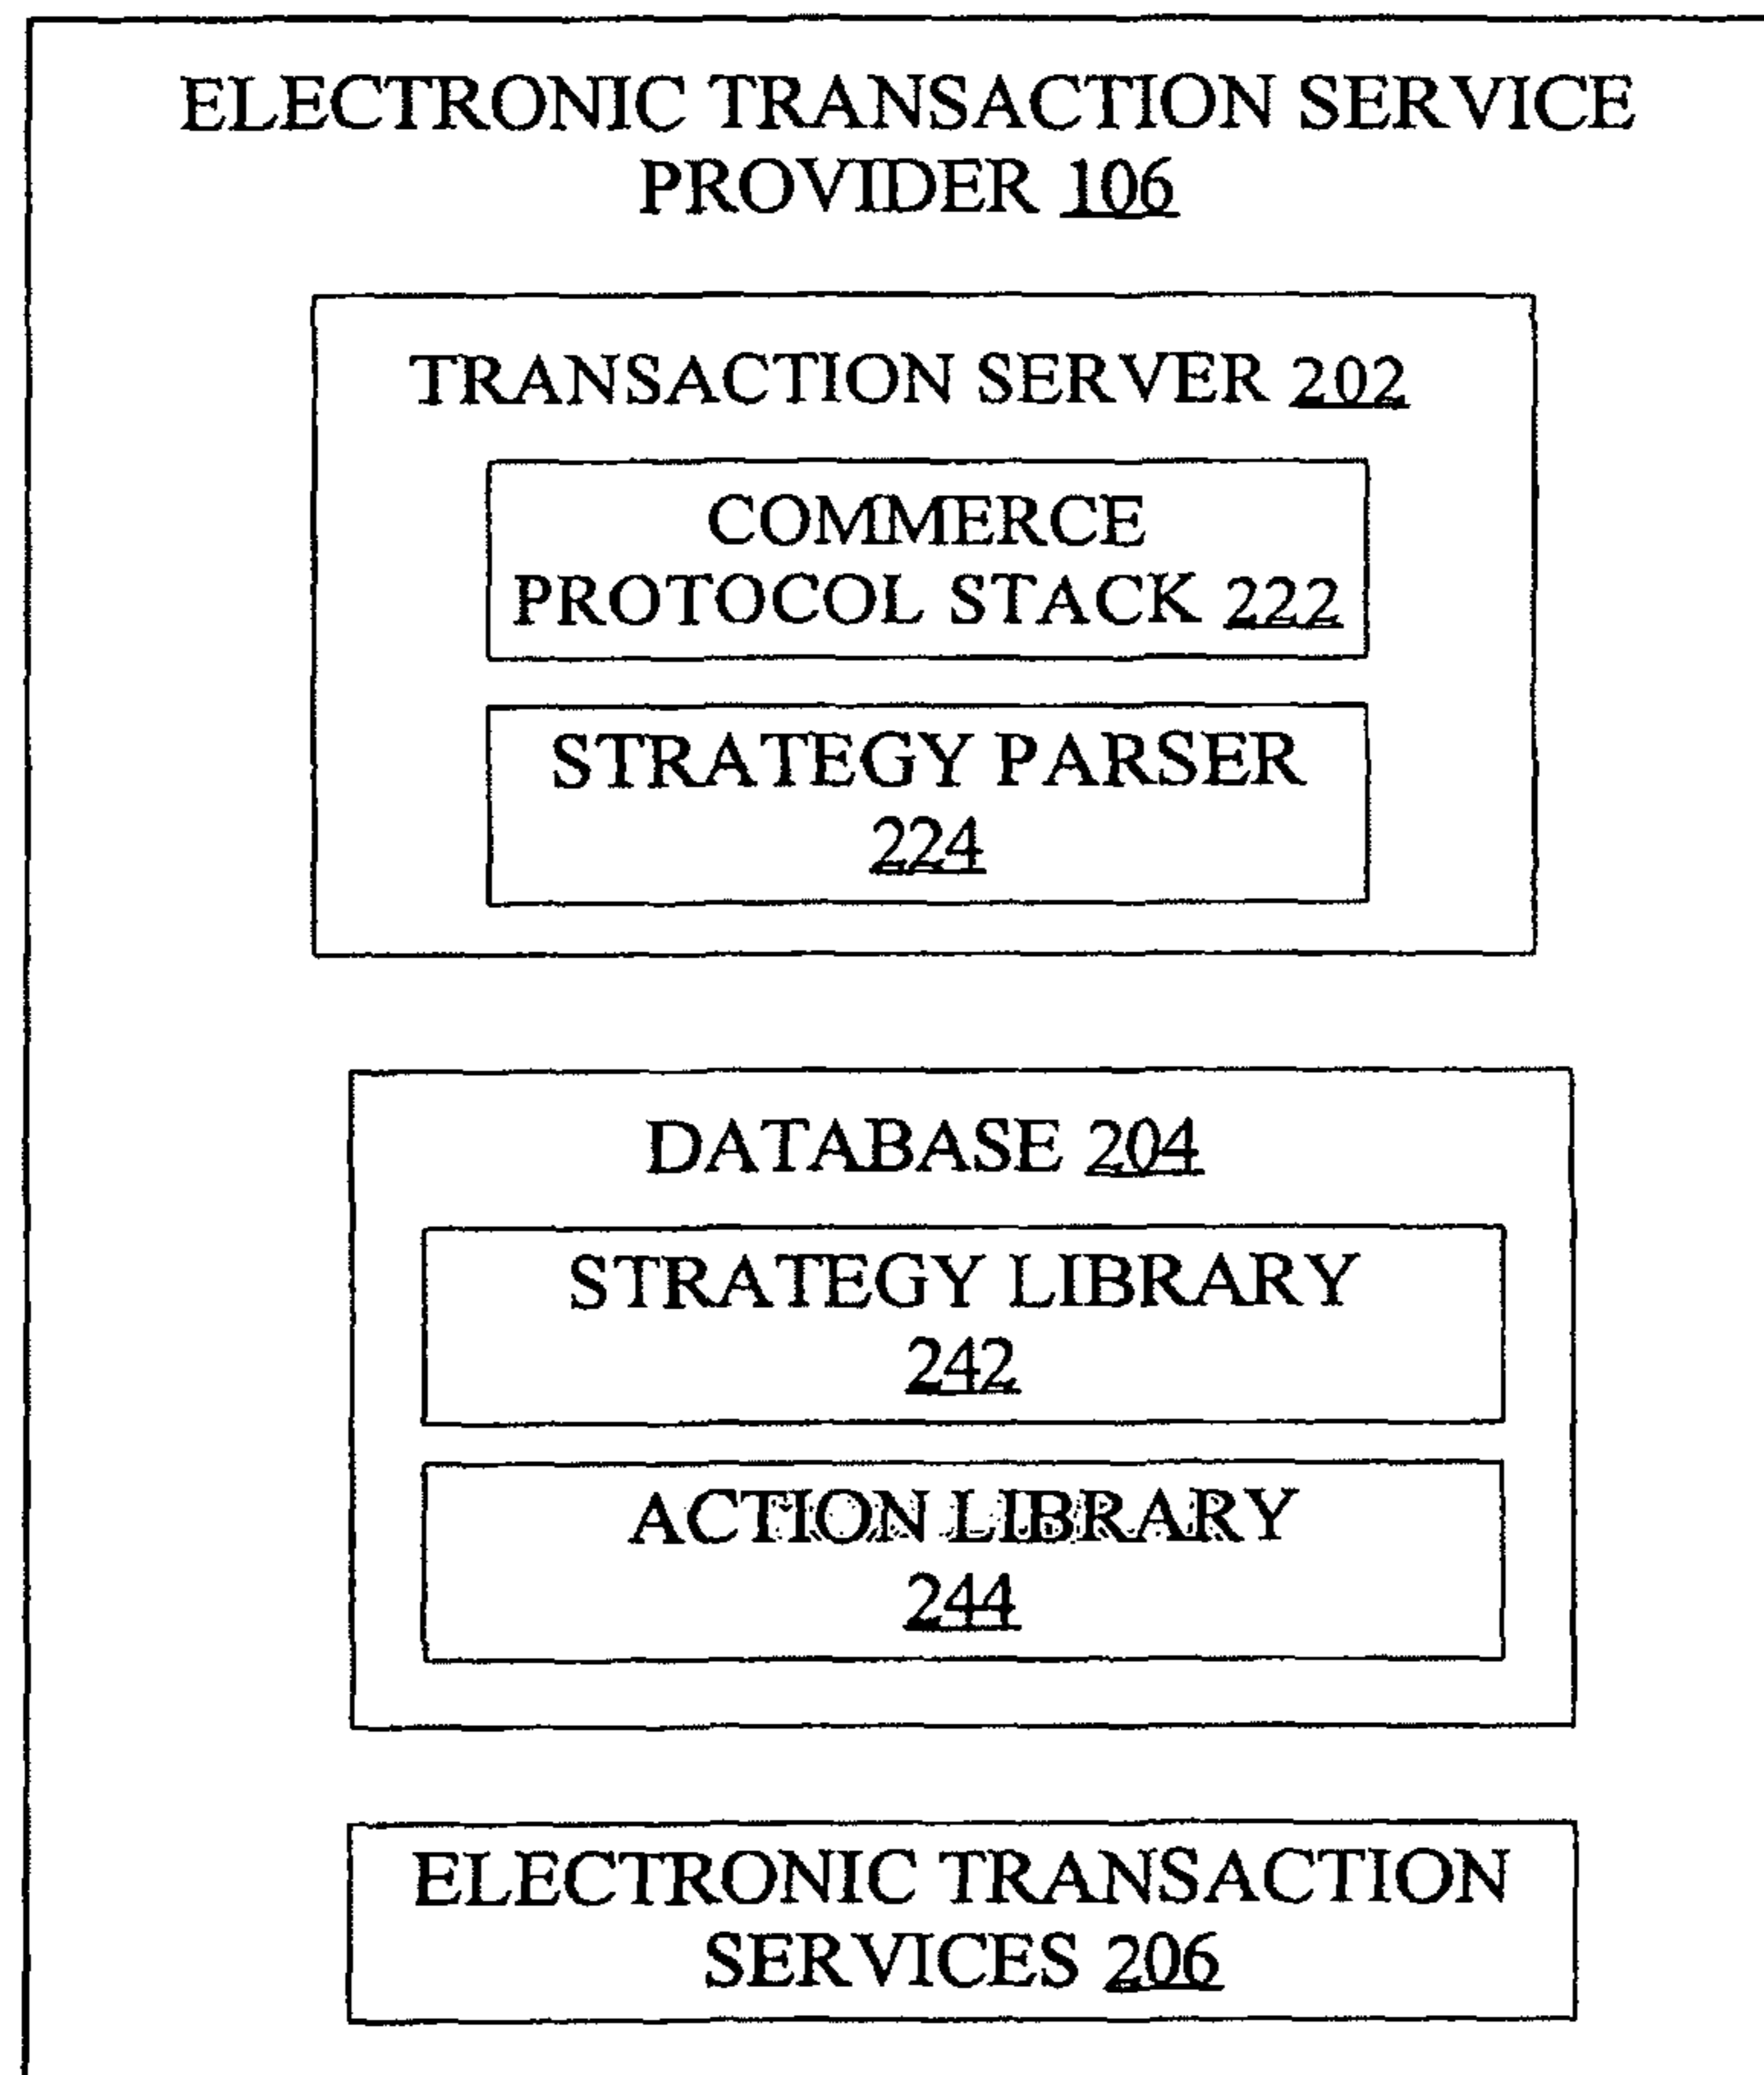 ELECTRONIC TRANSACTION SERVICE
PROVIDER 106
TRANSACTION SERVER 202
COMMERCE
PROTOCOL STACK 222
STRATEGY PARSER
224
DATABASE 204
STRATEGY LIBRARY
242
ACTION LIBRARY
244
ELECTRONIC TRANSACTION
SERVICES 206